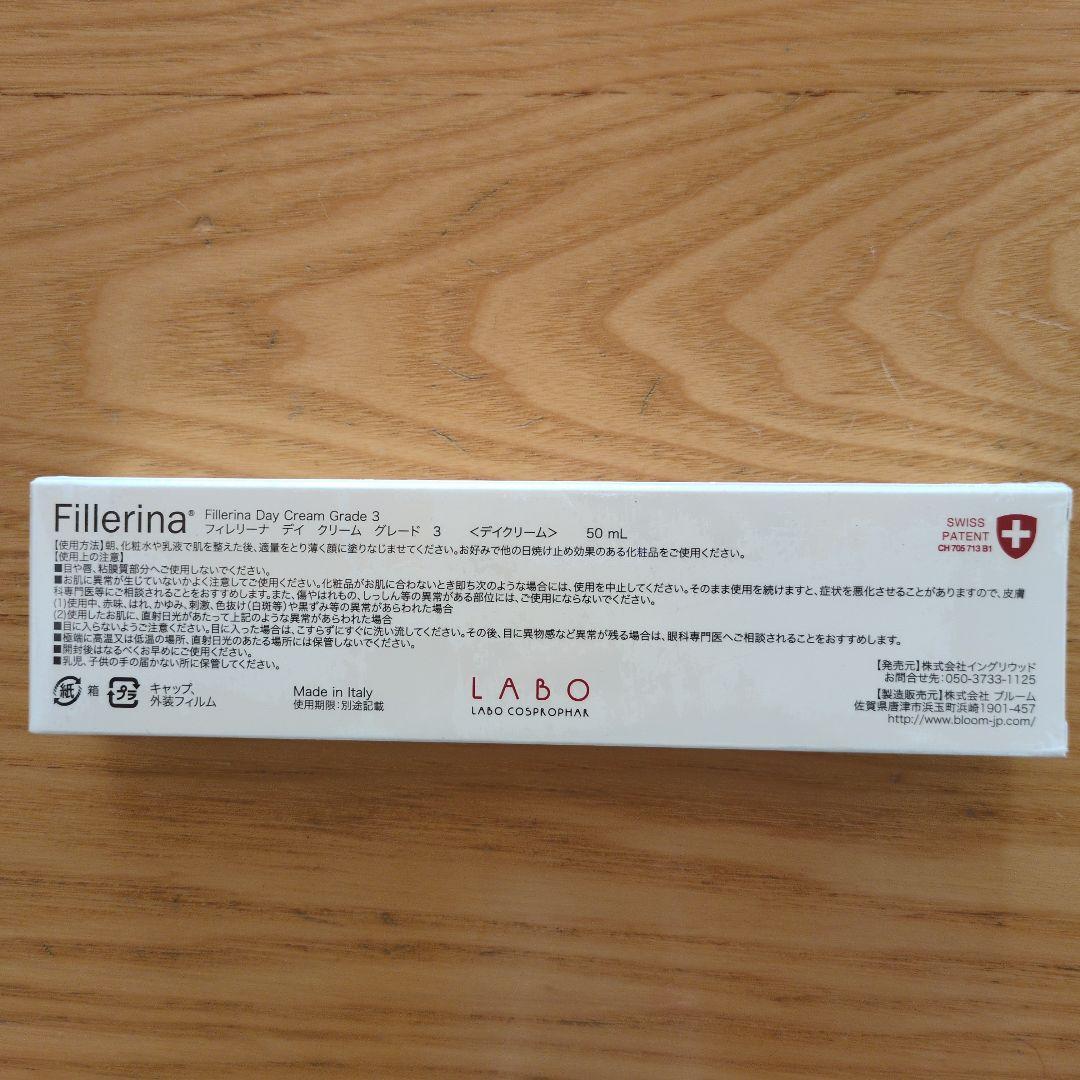 Fillerina® Fillerina Day Cream Grade 3
フィレリーナ デイ クリーム グレード 3 <デイクリーム> 50 mL
SWISS
PATENT
CH 705 713 B1
【使用方法】朝、化粧水や乳液で肌を整えた後、適量をとり薄く顔に塗りなじませてください。お好みで他の日焼け止め効果のある化粧品をご使用ください。
【使用上の注意】
■目や唇、粘膜質部分へご使用しないでください。
■お肌に異常が生じていないかよく注意してご使用ください。化粧品がお肌に合わないとき即ち次のような場合には、使用を中止してください。そのまま使用を続けますと、症状を悪化させることがありますので、皮膚
科専門医等にご相談されることをおすすめします。また、傷やはれもの、しっしん等の異常がある部位には、ご使用にならないでください。
(1)使用中、赤味、はれ、かゆみ、刺激、色抜け(白斑等)や黒ずみ等の異常があらわれた場合
(2)使用したお肌に、直射日光があたって上記のような異常があらわれた場合
■目に入らないようご注意ください。目に入った場合は、こすらずにすぐに洗い流してください。その後、目に異物感など異常が残る場合は、眼科専門医へご相談されることをおすすめします。
■極端に高温又は低温の場所、直射日光のあたる場所には保管しないでください。
■開封後はなるべくお早めにご使用ください。
■乳児、子供の手の届かない所に保管してください。
紙 箱 プラ キャップ、
外装フィルム
Made in Italy
使用期限:別途記載
LABO
LABO COSPROPHAR
【発売元】株式会社イングリウッド
お問合せ先:050-3733-1125
【製造販売元】株式会社 ブルーム
佐賀県唐津市浜玉町浜崎1901-457
http://www.bloom-jp.com/